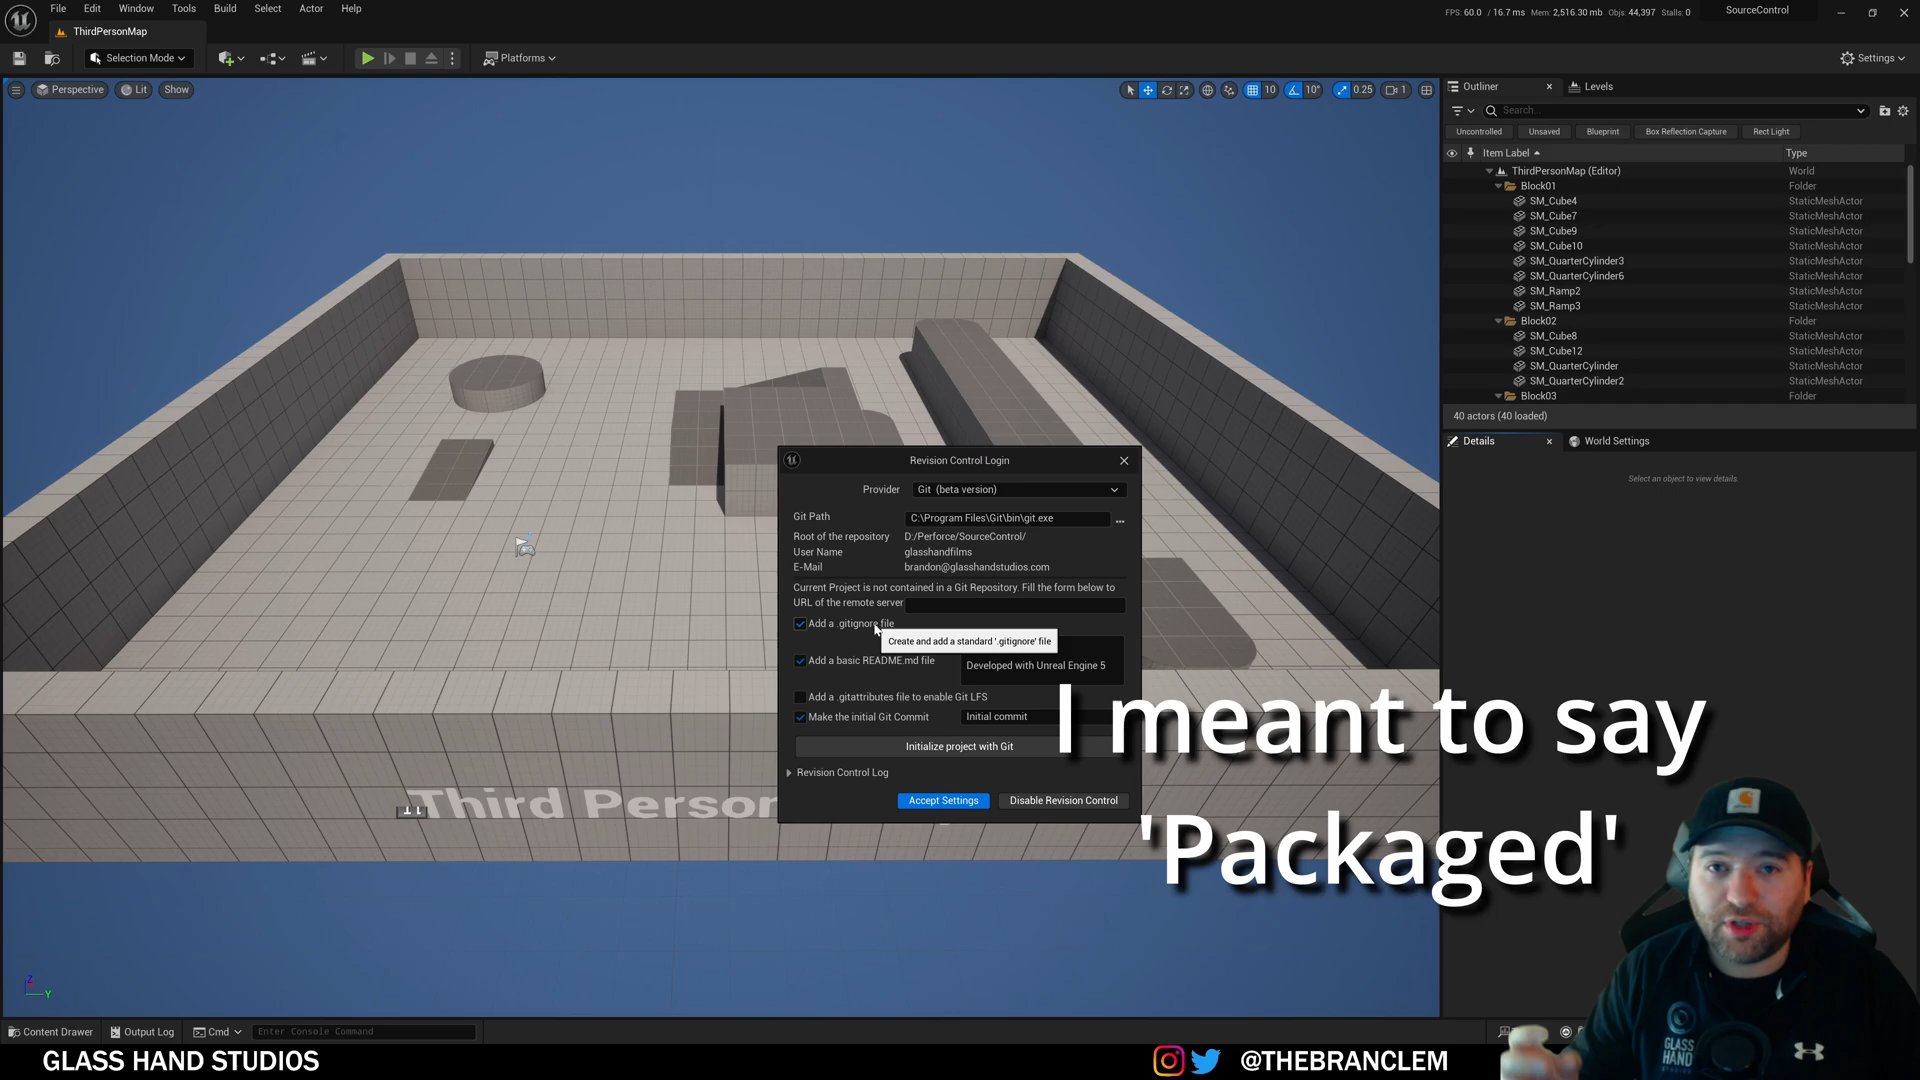 File Edit Window Tools Build Select Actor Help
FPS: 60.0 / 16.7 ms Mem: 2,516.30 mb Objs: 44,397 Stalls: 0
SourceControl
ThirdPersonMap
Selection Mode
Platforms
Settings
Perspective Lit Show
10 10° 0.25 1
Outliner Levels
Search...
Uncontrolled Unsaved Blueprint Box Reflection Capture Rect Light
Item Label Type
ThirdPersonMap (Editor) World
Block01 Folder
SM_Cube4 StaticMeshActor
SM_Cube7 StaticMeshActor
SM_Cube9 StaticMeshActor
SM_Cube10 StaticMeshActor
SM_QuarterCylinder3 StaticMeshActor
SM_QuarterCylinder6 StaticMeshActor
SM_Ramp2 StaticMeshActor
SM_Ramp3 StaticMeshActor
Block02 Folder
SM_Cube8 StaticMeshActor
SM_Cube12 StaticMeshActor
SM_QuarterCylinder StaticMeshActor
SM_QuarterCylinder2 StaticMeshActor
Block03 Folder
40 actors (40 loaded)
Details World Settings
Select an object to view details.
Revision Control Login
Provider Git (beta version)
Git Path C:\Program Files\Git\bin\git.exe
Root of the repository D:/Perforce/SourceControl/
User Name glasshandfilms
E-Mail brandon@glasshandstudios.com
Current Project is not contained in a Git Repository. Fill the form below to
URL of the remote server
Add a .gitignore file
Create and add a standard '.gitignore' file
Add a basic README.md file
Developed with Unreal Engine 5
Add a .gitattributes file to enable Git LFS
Make the initial Git Commit Initial commit
Initialize project with Git
Revision Control Log
Accept Settings Disable Revision Control
I meant to say
'Packaged'
Third Person
Z
Y
Content Drawer Output Log Cmd Enter Console Command
GLASS HAND STUDIOS
@THEBRANCLEM
GLASS
HAND